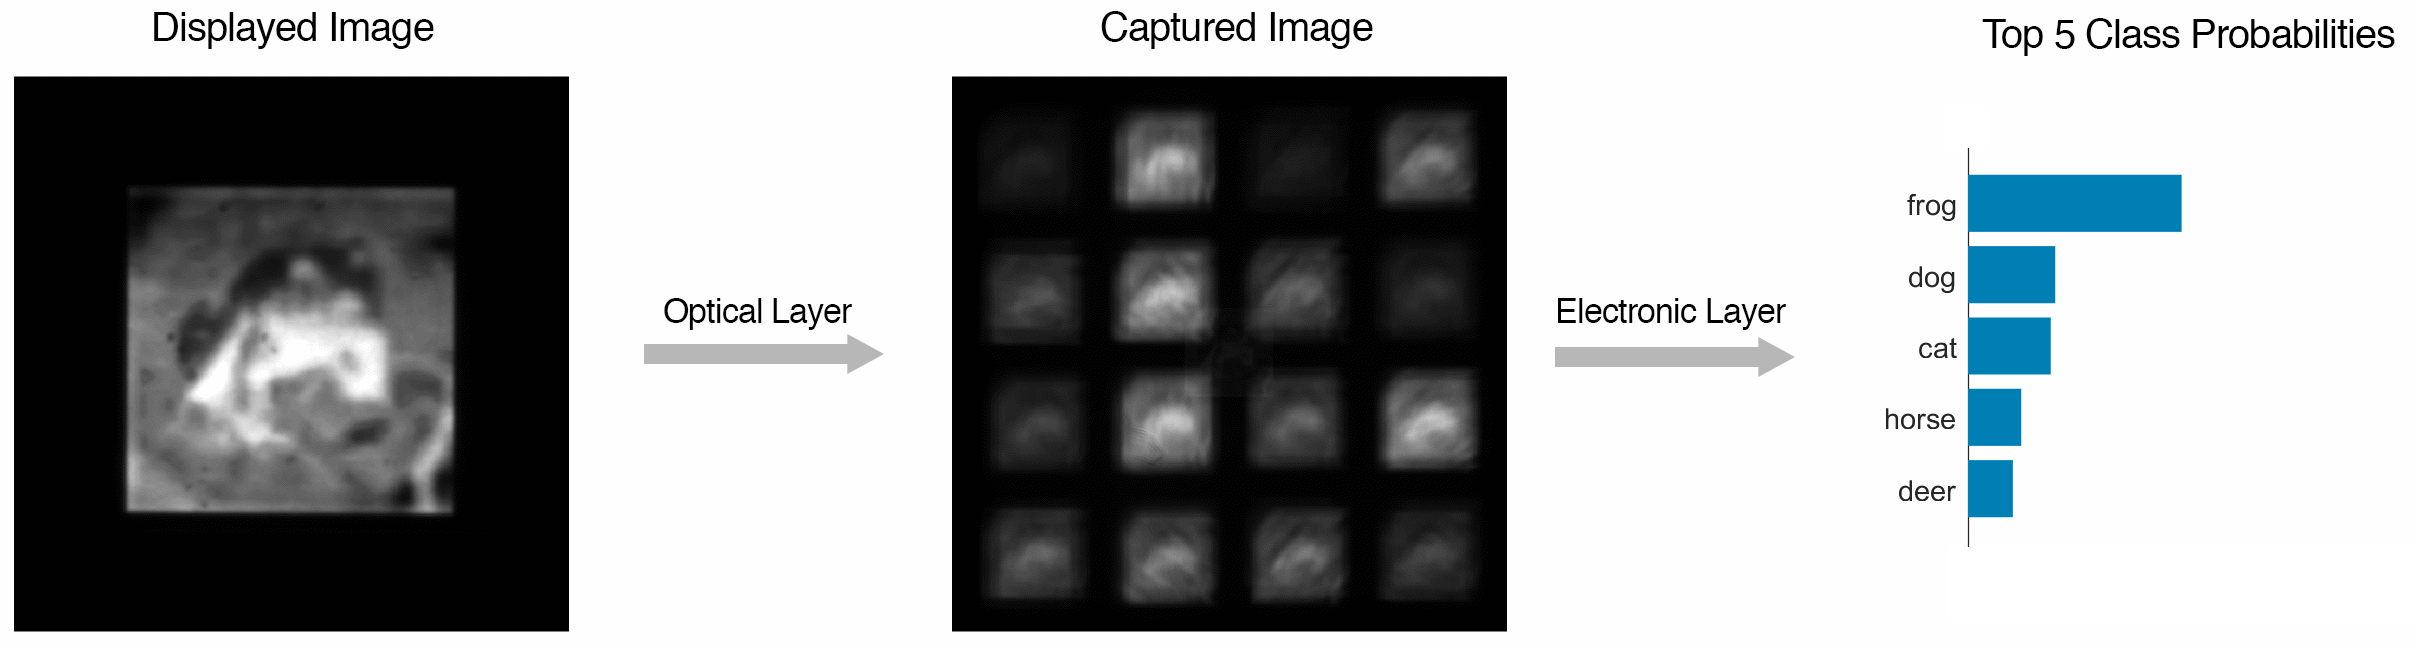 Displayed Image
Captured Image
Top 5 Class Probabilities
Optical Layer
Electronic Layer
frog
dog
cat
horse
deer